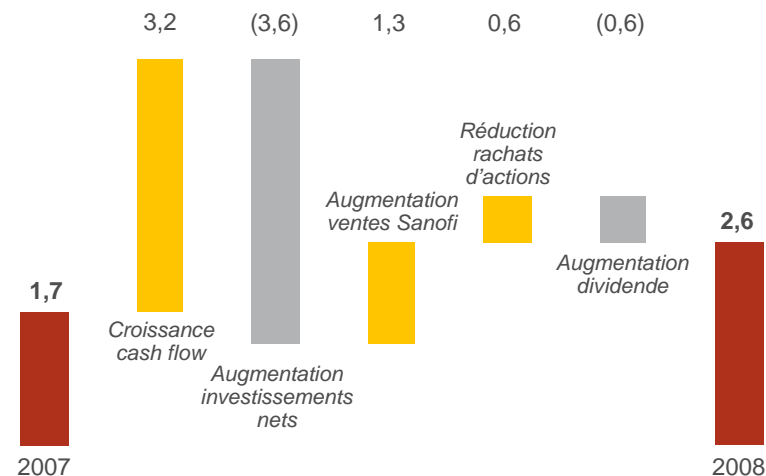 3,2
(3,6)
1,3
0,6
(0,6)
Réduction
rachats
d'actions
Augmentation
ventes Sanofi
2,6
Augmentation
dividende
1,7
Croissance
cash flow
Augmentation
investissements
nets
2007
2008